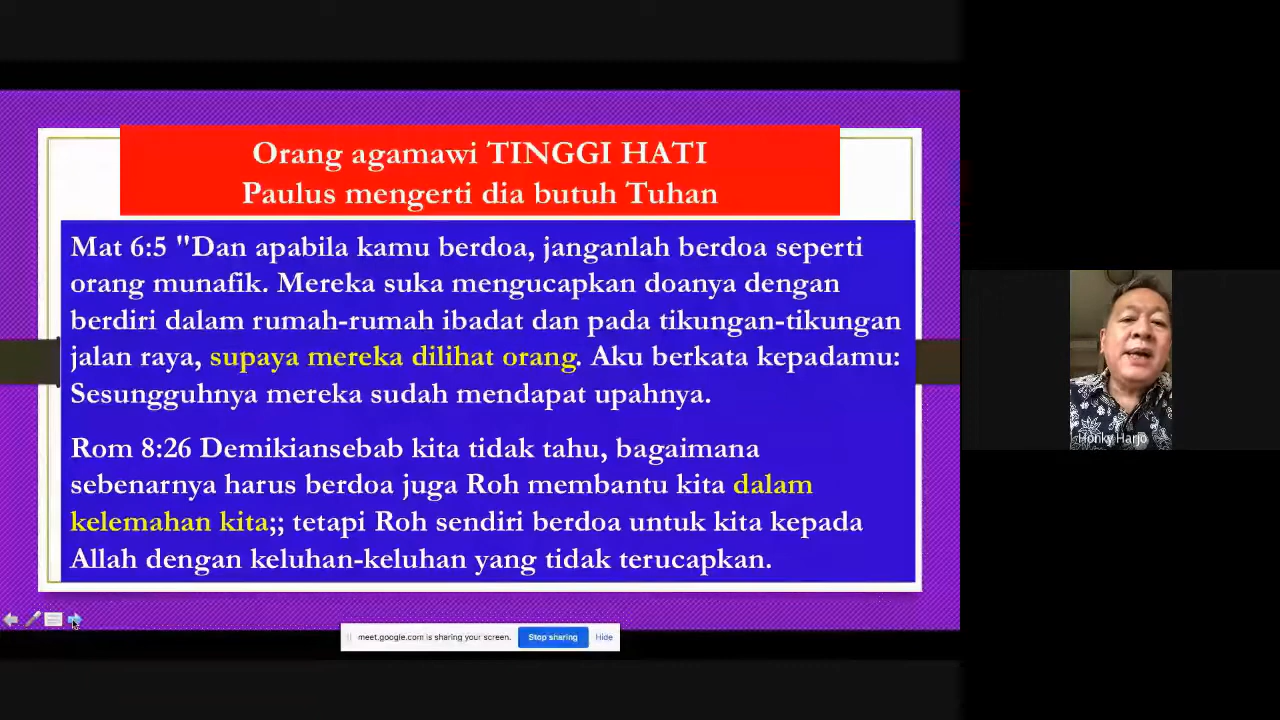 Orang agamawi TINGGI HATI
Paulus mengerti dia butuh Tuhan
Mat 6:5 "Dan apabila kamu berdoa, janganlah berdoa seperti
orang munafik. Mereka suka mengucapkan doanya dengan
berdiri dalam rumah-rumah ibadat dan pada tikungan-tikungan
jalan raya, supaya mereka dilihat orang. Aku berkata kepadamu:
Sesungguhnya mereka sudah mendapat upahnya.
Rom 8:26 Demikiansebab kita tidak tahu, bagaimana
sebenarnya harus berdoa juga Roh membantu kita dalam
kelemahan kita;; tetapi Roh sendiri berdoa untuk kita kepada
Allah dengan keluhan-keluhan yang tidak terucapkan.
Honky Harjo
meet.google.com is sharing your screen. Stop sharing Hide